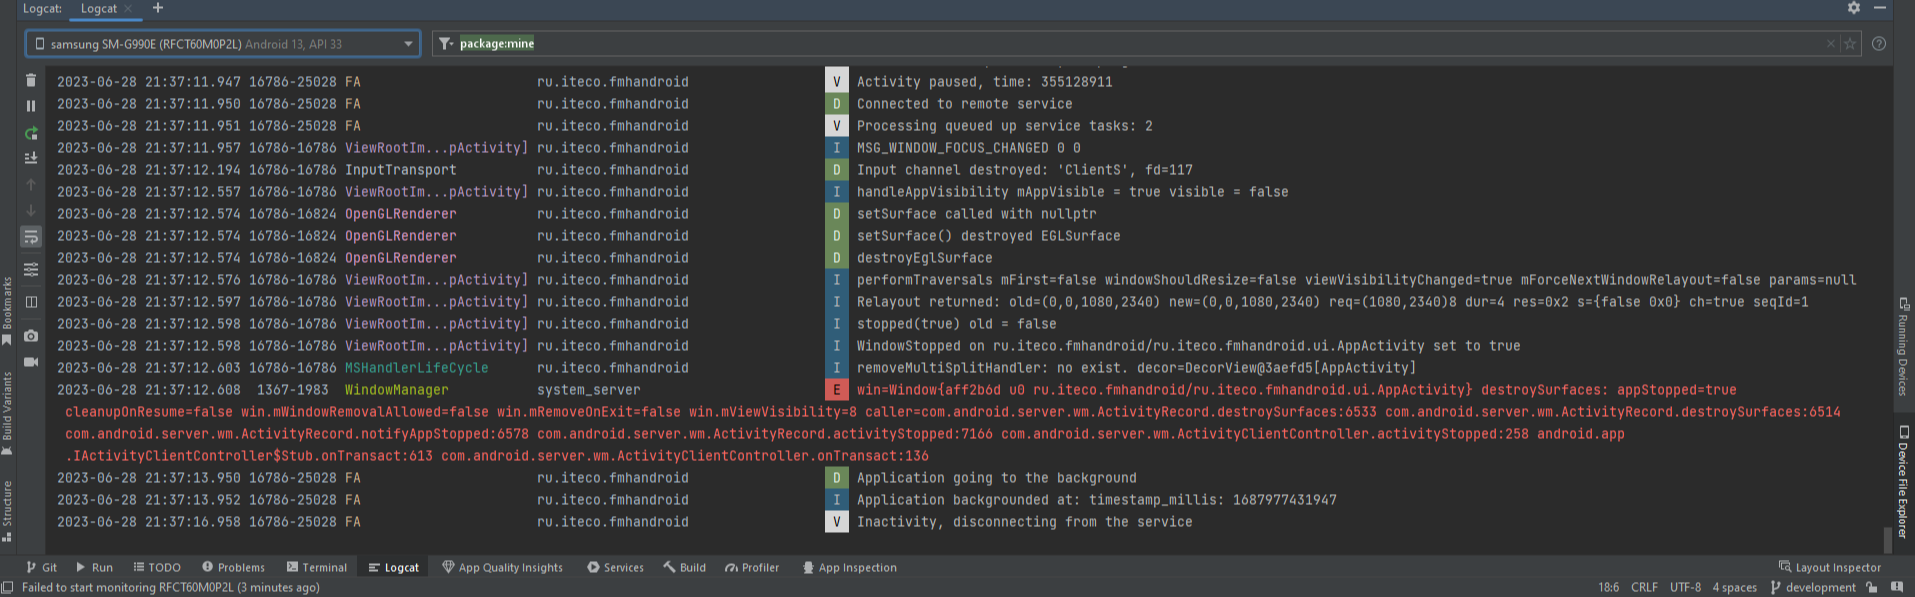 Logcat: Logcat × +
samsung SM-G990E (RFCT60M0P2L) Android 13, API 33 package:mine
2023-06-28 21:37:11.947 16786-25028 FA ru.iteco.fmhandroid V Activity paused, time: 355128911
2023-06-28 21:37:11.950 16786-25028 FA ru.iteco.fmhandroid D Connected to remote service
2023-06-28 21:37:11.951 16786-25028 FA ru.iteco.fmhandroid V Processing queued up service tasks: 2
2023-06-28 21:37:11.957 16786-16786 ViewRootIm...pActivity] ru.iteco.fmhandroid I MSG_WINDOW_FOCUS_CHANGED 0 0
2023-06-28 21:37:12.194 16786-16786 InputTransport ru.iteco.fmhandroid D Input channel destroyed: 'ClientS', fd=117
2023-06-28 21:37:12.557 16786-16786 ViewRootIm...pActivity] ru.iteco.fmhandroid I handleAppVisibility mAppVisible = true visible = false
2023-06-28 21:37:12.574 16786-16824 OpenGLRenderer ru.iteco.fmhandroid D setSurface called with nullptr
2023-06-28 21:37:12.574 16786-16824 OpenGLRenderer ru.iteco.fmhandroid D setSurface() destroyed EGLSurface
2023-06-28 21:37:12.574 16786-16824 OpenGLRenderer ru.iteco.fmhandroid D destroyEglSurface
2023-06-28 21:37:12.576 16786-16786 ViewRootIm...pActivity] ru.iteco.fmhandroid I performTraversals mFirst=false windowShouldResize=false viewVisibilityChanged=true mForceNextWindowRelayout=false params=null
2023-06-28 21:37:12.597 16786-16786 ViewRootIm...pActivity] ru.iteco.fmhandroid I Relayout returned: old=(0,0,1080,2340) new=(0,0,1080,2340) req=(1080,2340)8 dur=4 res=0x2 s={false 0x0} ch=true seqId=1
2023-06-28 21:37:12.598 16786-16786 ViewRootIm...pActivity] ru.iteco.fmhandroid I stopped(true) old = false
2023-06-28 21:37:12.598 16786-16786 ViewRootIm...pActivity] ru.iteco.fmhandroid I WindowStopped on ru.iteco.fmhandroid/ru.iteco.fmhandroid.ui.AppActivity set to true
2023-06-28 21:37:12.603 16786-16786 MSHandlerLifeCycle ru.iteco.fmhandroid I removeMultiSplitHandler: no exist. decor=DecorView@3aefd5[AppActivity]
2023-06-28 21:37:12.608 1367-1983 WindowManager system_server E win=Window{aff2b6d u0 ru.iteco.fmhandroid/ru.iteco.fmhandroid.ui.AppActivity} destroySurfaces: appStopped=true
cleanupOnResume=false win.mWindowRemovalAllowed=false win.mRemoveOnExit=false win.mViewVisibility=8 caller=com.android.server.wm.ActivityRecord.destroySurfaces:6533 com.android.server.wm.ActivityRecord.destroySurfaces:6514
com.android.server.wm.ActivityRecord.notifyAppStopped:6578 com.android.server.wm.ActivityRecord.activityStopped:7166 com.android.server.wm.ActivityClientController.activityStopped:258 android.app
.IActivityClientController$Stub.onTransact:613 com.android.server.wm.ActivityClientController.onTransact:136
2023-06-28 21:37:13.950 16786-25028 FA ru.iteco.fmhandroid D Application going to the background
2023-06-28 21:37:13.952 16786-25028 FA ru.iteco.fmhandroid I Application backgrounded at: timestamp_millis: 1687977431947
2023-06-28 21:37:16.958 16786-25028 FA ru.iteco.fmhandroid V Inactivity, disconnecting from the service
Bookmarks
Build Variants
Structure
Running Devices
Device File Explorer
Git Run TODO Problems Terminal Logcat App Quality Insights Services Build Profiler App Inspection Layout Inspector
Failed to start monitoring RFCT60M0P2L (3 minutes ago) 18:6 CRLF UTF-8 4 spaces development